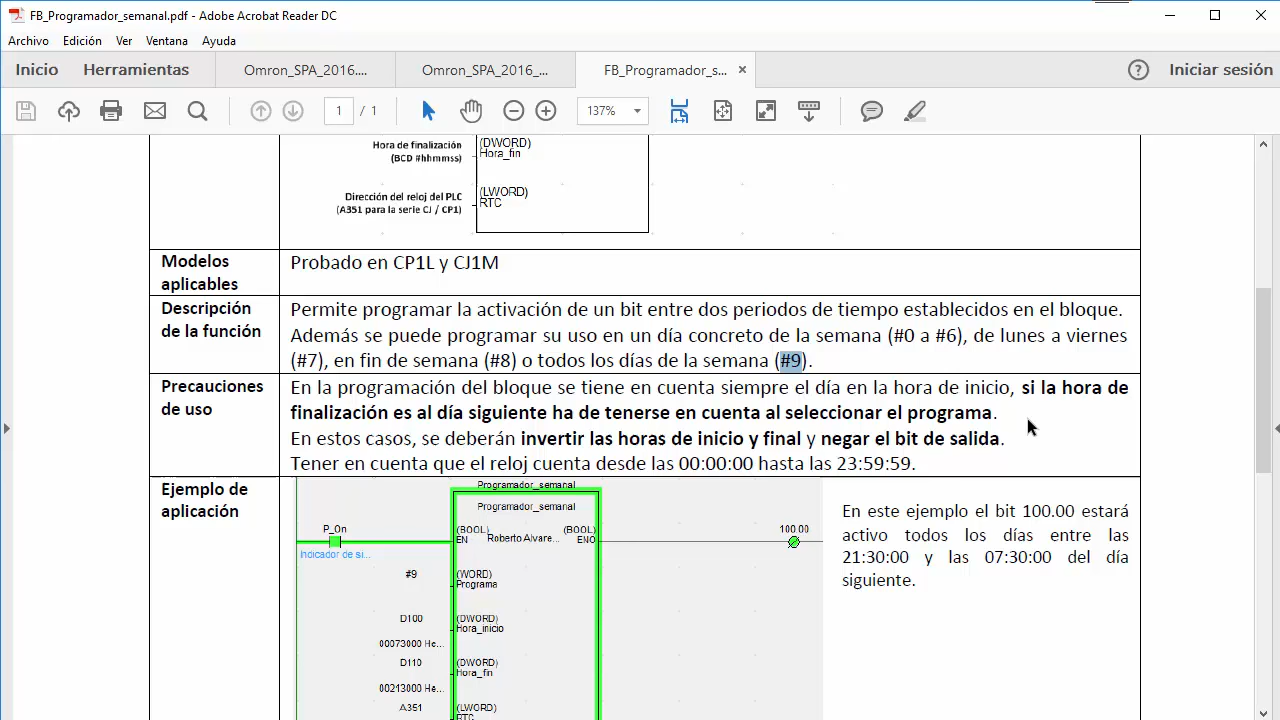 FB_Programador_semanal.pdf - Adobe Acrobat Reader DC
Archivo Edición Ver Ventana Ayuda
Inicio Herramientas Omron_SPA_2016.... Omron_SPA_2016_... FB_Programador_s... Iniciar sesión
1 / 1 137%
Hora de finalización
(BCD #hhmmss)
(DWORD)
Hora_fin
Dirección del reloj del PLC
(A351 para la serie CJ / CP1)
(LWORD)
RTC
Modelos
aplicables
Probado en CP1L y CJ1M
Descripción
de la función
Permite programar la activación de un bit entre dos periodos de tiempo establecidos en el bloque.
Además se puede programar su uso en un día concreto de la semana (#0 a #6), de lunes a viernes
(#7), en fin de semana (#8) o todos los días de la semana (#9).
Precauciones
de uso
En la programación del bloque se tiene en cuenta siempre el día en la hora de inicio, si la hora de
finalización es al día siguiente ha de tenerse en cuenta al seleccionar el programa.
En estos casos, se deberán invertir las horas de inicio y final y negar el bit de salida.
Tener en cuenta que el reloj cuenta desde las 00:00:00 hasta las 23:59:59.
Ejemplo de
aplicación
Programador_semanal
Programador_semanal
P_On
(BOOL)
EN
Roberto Alvare...
(BOOL)
ENO
100.00
Indicador de si...
#9
(WORD)
Programa
D100
(DWORD)
Hora_inicio
00073000 He...
D110
(DWORD)
Hora_fin
00213000 He...
A351
(LWORD)
RTC
En este ejemplo el bit 100.00 estará
activo todos los días entre las
21:30:00 y las 07:30:00 del día
siguiente.